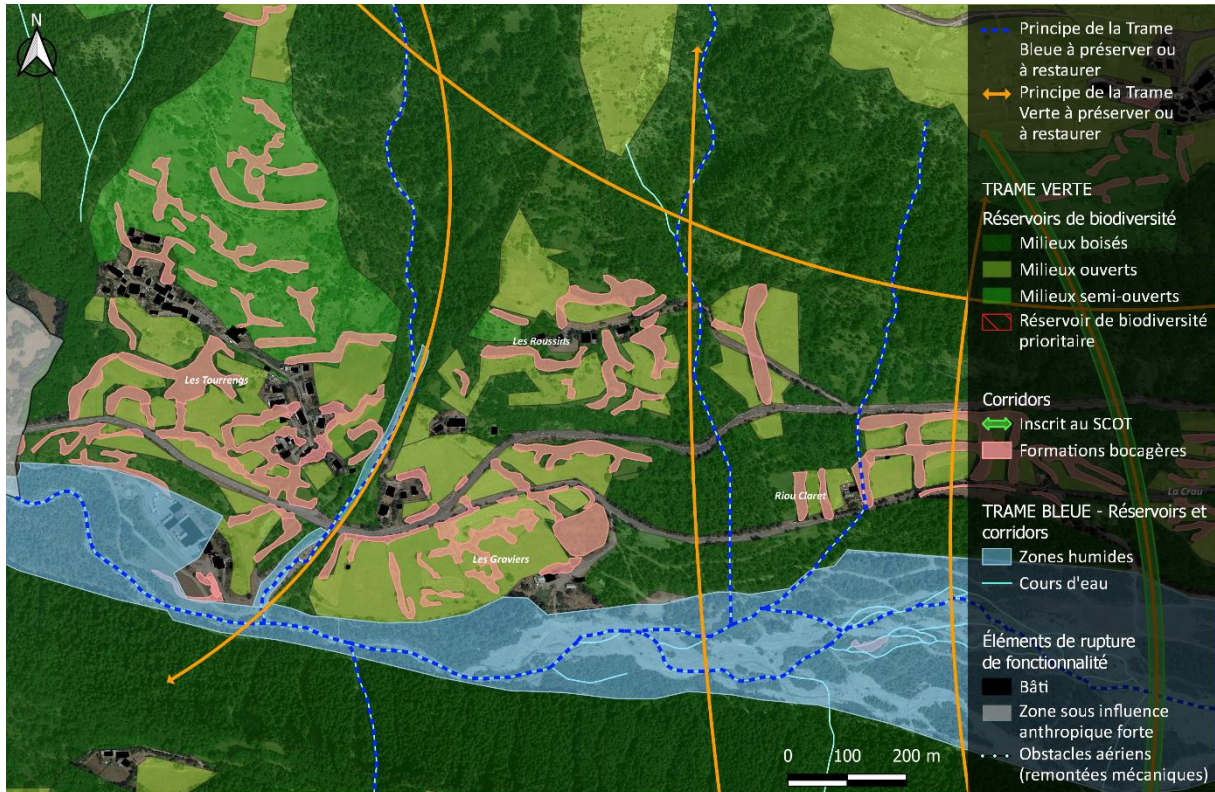 N
Les Tourrengs
Les Roussins
Riou Claret
Les Graviers
La Crau
0 100 200 m
Principe de la Trame
Bleue à préserver ou
à restaurer
Principe de la Trame
Verte à préserver ou
à restaurer
TRAME VERTE
Réservoirs de biodiversité
Milieux boisés
Milieux ouverts
Milieux semi-ouverts
Réservoir de biodiversité
prioritaire
Corridors
Inscrit au SCOT
Formations bocagères
TRAME BLEUE - Réservoirs et
corridors
Zones humides
Cours d'eau
Éléments de rupture
de fonctionnalité
Bâti
Zone sous influence
anthropique forte
Obstacles aériens
(remontées mécaniques)